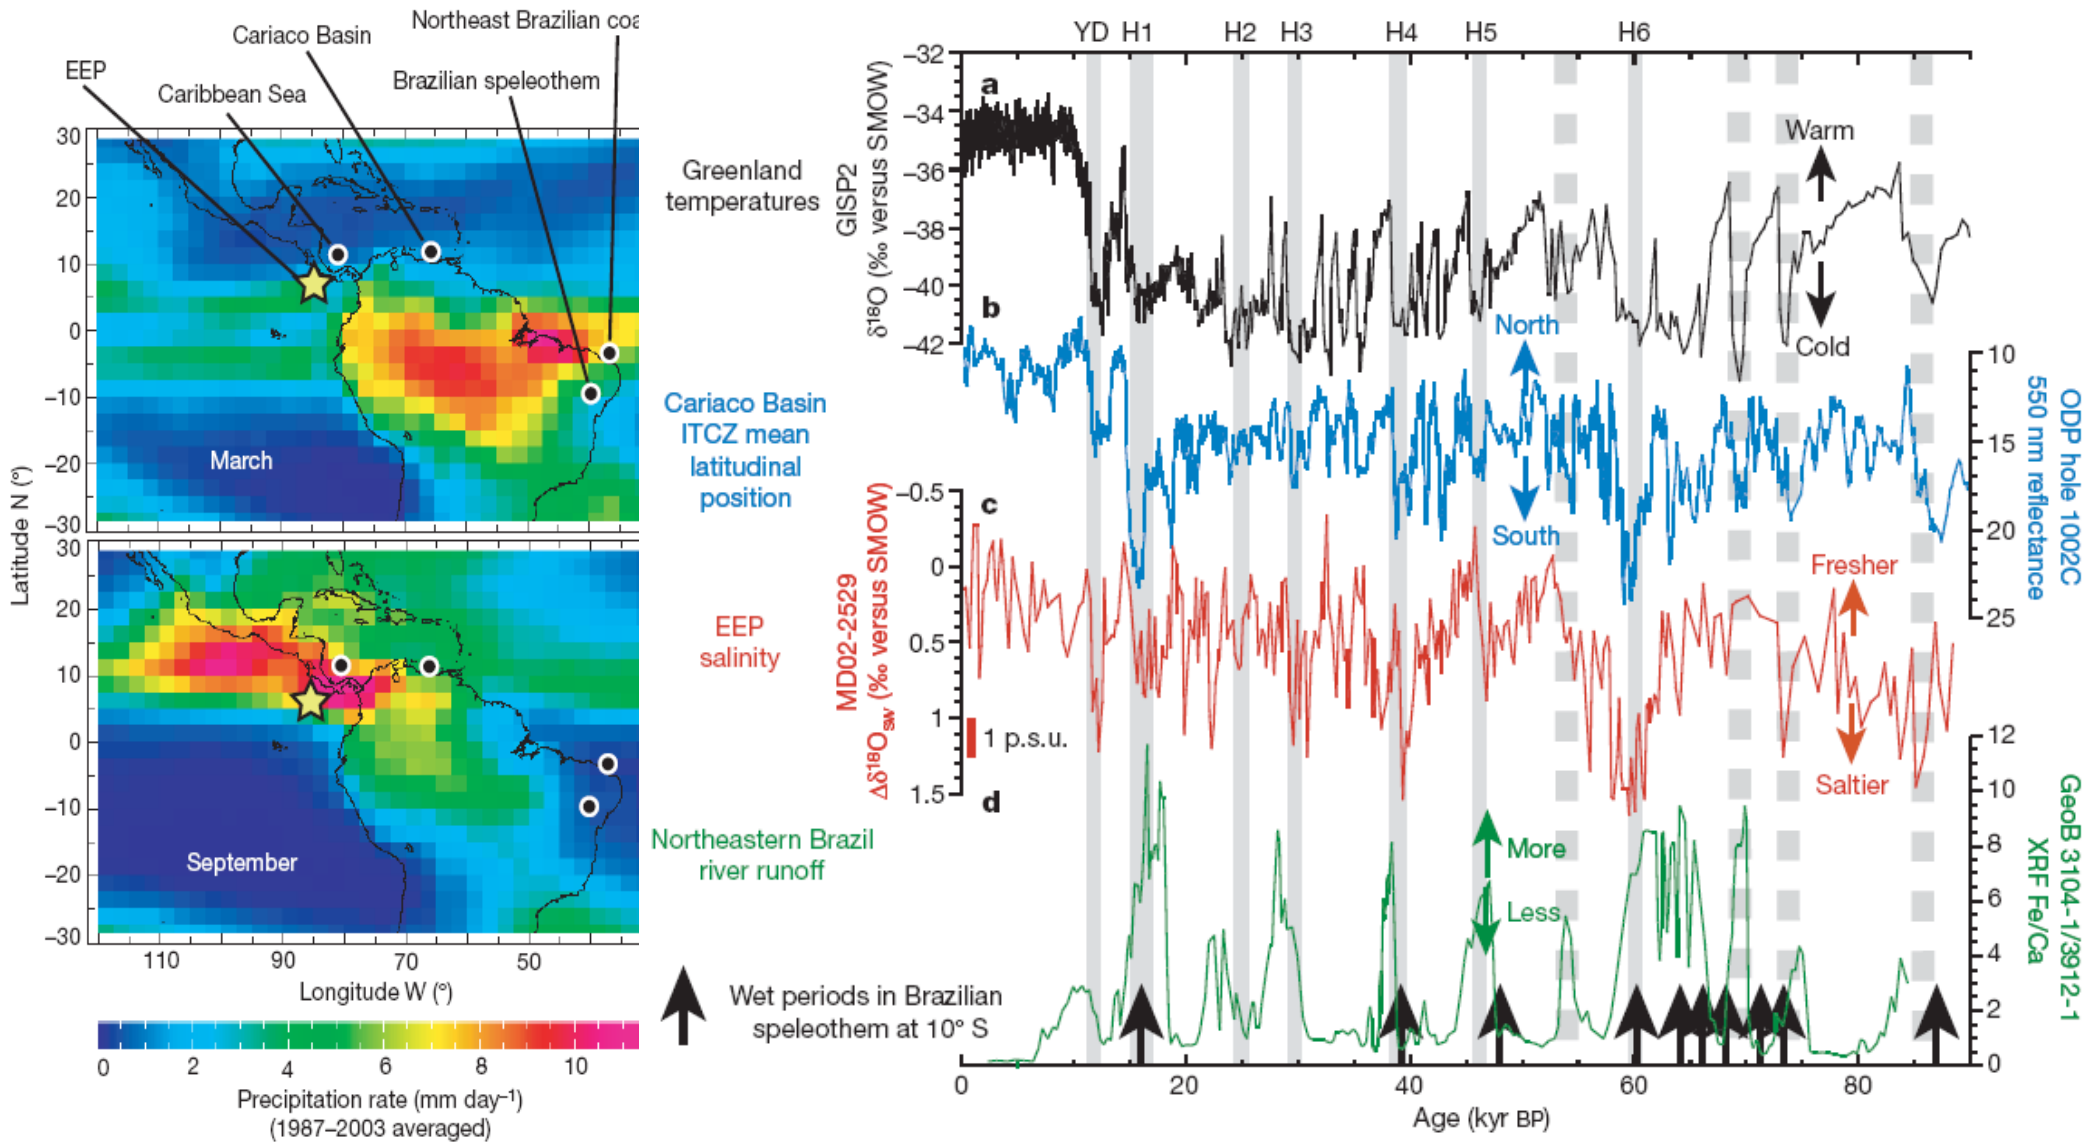 Northeast Brazilian coa
Cariaco Basin
EEP
Caribbean Sea
Brazilian speleothem
30
20
10
0
–10
–20
–30
March
Latitude N (°)
30
20
10
0
–10
–20
–30
September
110 90 70 50
Longitude W (°)
0 2 4 6 8 10
Precipitation rate (mm day–1)
(1987–2003 averaged)
Greenland
temperatures
Cariaco Basin
ITCZ mean
latitudinal
position
EEP
salinity
Northeastern Brazil
river runoff
Wet periods in Brazilian
speleothem at 10° S
YD H1 H2 H3 H4 H5 H6
GISP2
δ18O (‰ versus SMOW)
–32
–34
–36
–38
–40
–42
a
Warm
Cold
b
North
South
10
15
20
25
ODP hole 1002C
550 nm reflectance
MD02-2529
Δδ18Osw (‰ versus SMOW)
–0.5
0
0.5
1
1.5
c
1 p.s.u.
Fresher
Saltier
d
More
Less
12
10
8
6
4
2
0
GeoB 3104-1/3912-1
XRF Fe/Ca
0 20 40 60 80
Age (kyr BP)